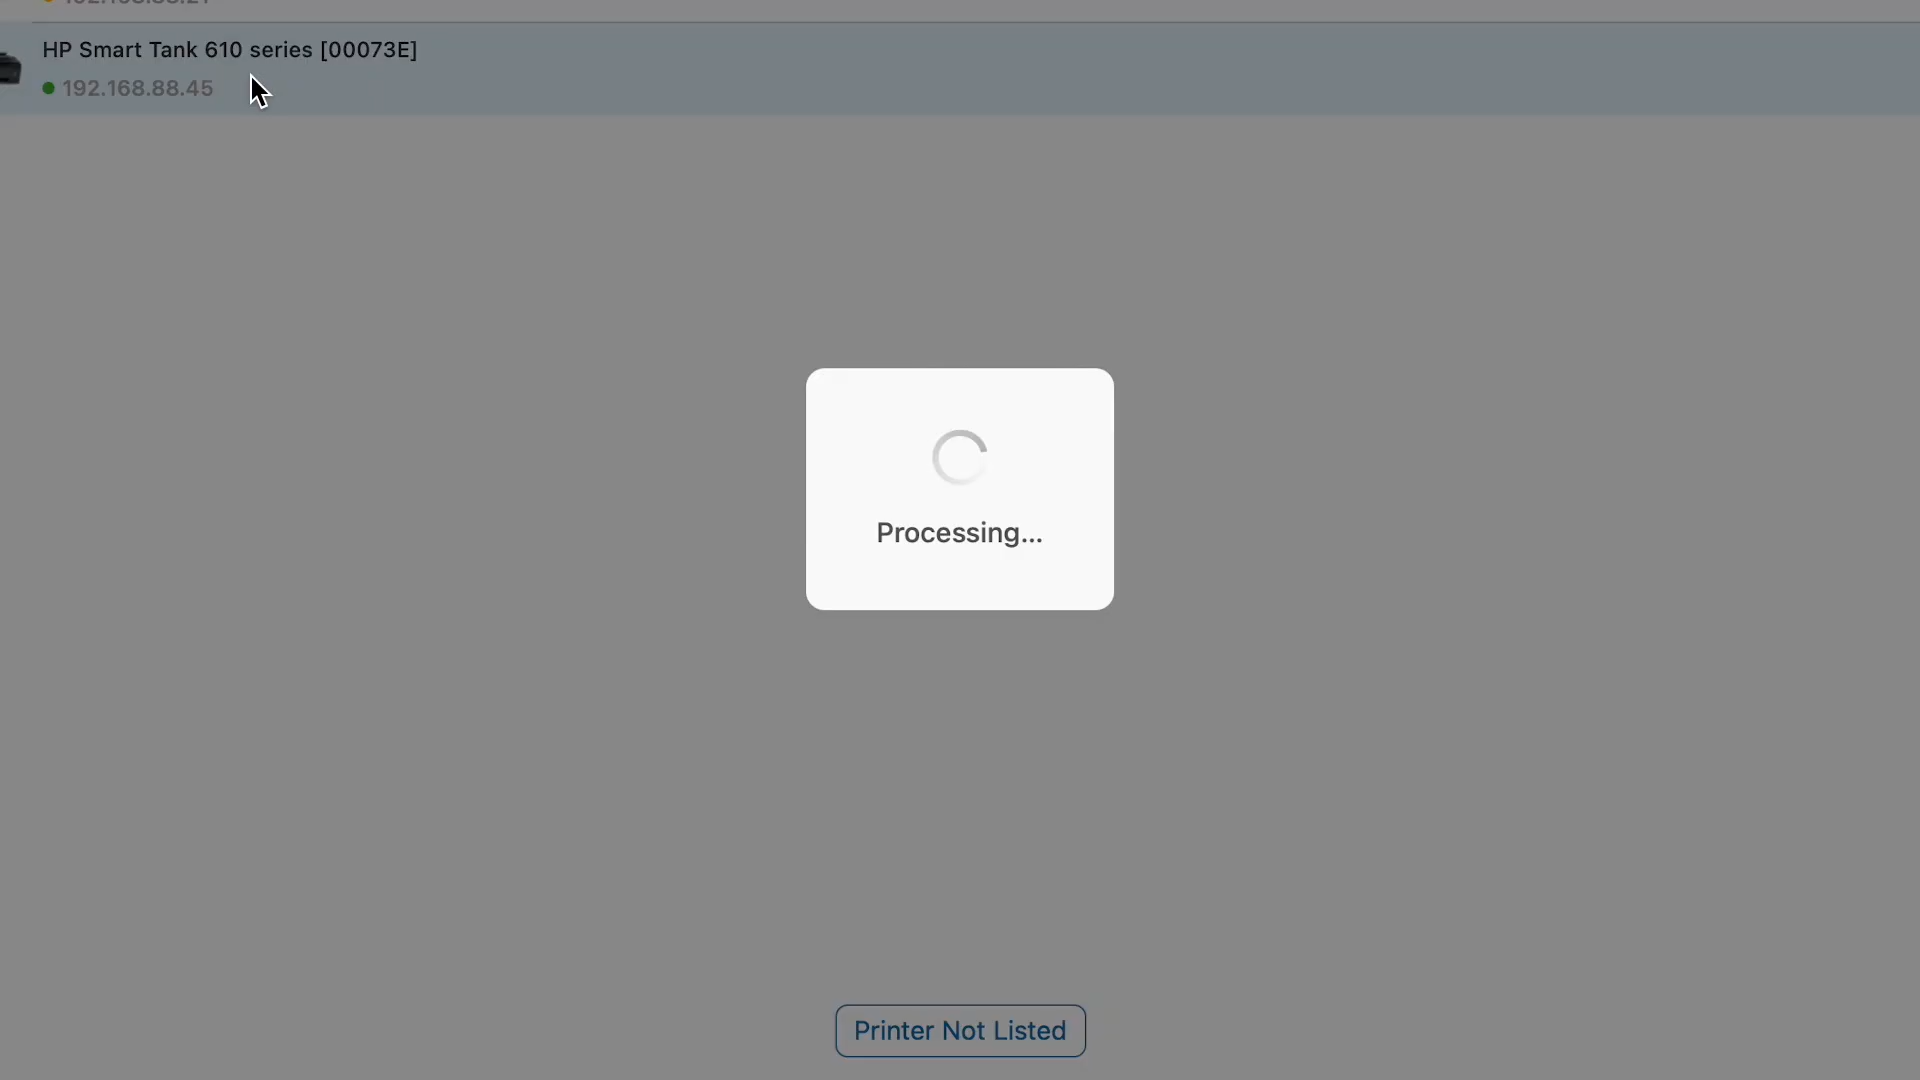 HP Smart Tank 610 series [00073E]
192.168.88.45
Processing...
Printer Not Listed